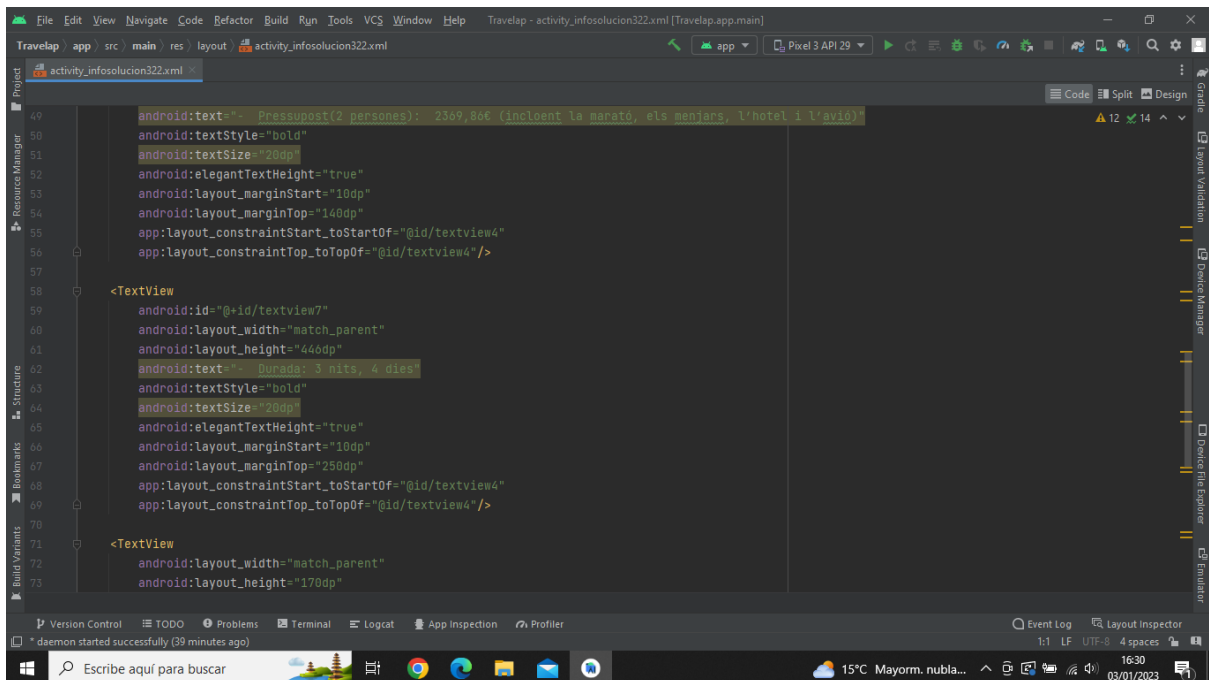 File Edit View Navigate Code Refactor Build Run Tools VCS Window Help Travelap - activity_infosolucion322.xml [Travelap.app.main]
Travelap app src main res layout activity_infosolucion322.xml app Pixel 3 API 29
activity_infosolucion322.xml
Code Split Design
12 14
49 android:text="- Pressupost(2 persones): 2369,86€ (incloent la marató, els menjars, l'hotel i l'avió)"
50 android:textStyle="bold"
51 android:textSize="20dp"
52 android:elegantTextHeight="true"
53 android:layout_marginStart="10dp"
54 android:layout_marginTop="140dp"
55 app:layout_constraintStart_toStartOf="@id/textview4"
56 app:layout_constraintTop_toTopOf="@id/textview4"/>
57
58 <TextView
59 android:id="@+id/textview7"
60 android:layout_width="match_parent"
61 android:layout_height="446dp"
62 android:text="- Durada: 3 nits, 4 dies"
63 android:textStyle="bold"
64 android:textSize="20dp"
65 android:elegantTextHeight="true"
66 android:layout_marginStart="10dp"
67 android:layout_marginTop="250dp"
68 app:layout_constraintStart_toStartOf="@id/textview4"
69 app:layout_constraintTop_toTopOf="@id/textview4"/>
70
71 <TextView
72 android:layout_width="match_parent"
73 android:layout_height="170dp"
Project
Resource Manager
Structure
Bookmarks
Build Variants
Gradle
Layout Validation
Device Manager
Device File Explorer
Emulator
Version Control TODO Problems Terminal Logcat App Inspection Profiler Event Log Layout Inspector
* daemon started successfully (39 minutes ago) 1:1 LF UTF-8 4 spaces
Escribe aquí para buscar 15°C Mayorm. nubla... 16:30
03/01/2023